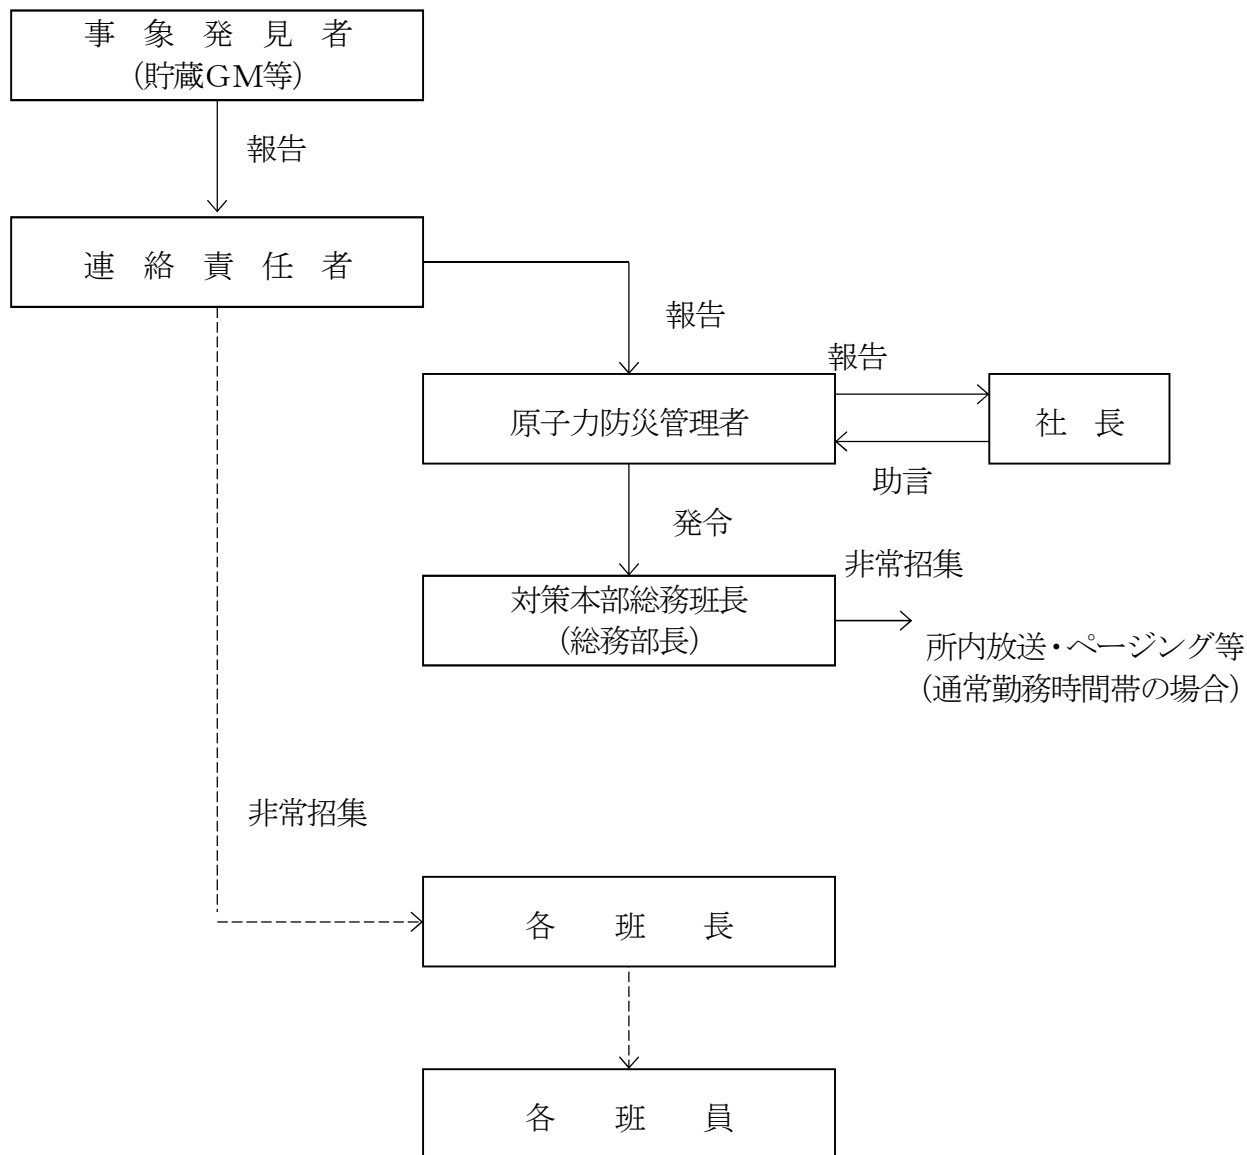 事 象 発 見 者
(貯蔵GM等)
報告
連 絡 責 任 者
報告
報告
原子力防災管理者
社 長
助言
発令
非常招集
対策本部総務班長
(総務部長)
所内放送・ページング等
(通常勤務時間帯の場合)
非常招集
各 班 長
各 班 員